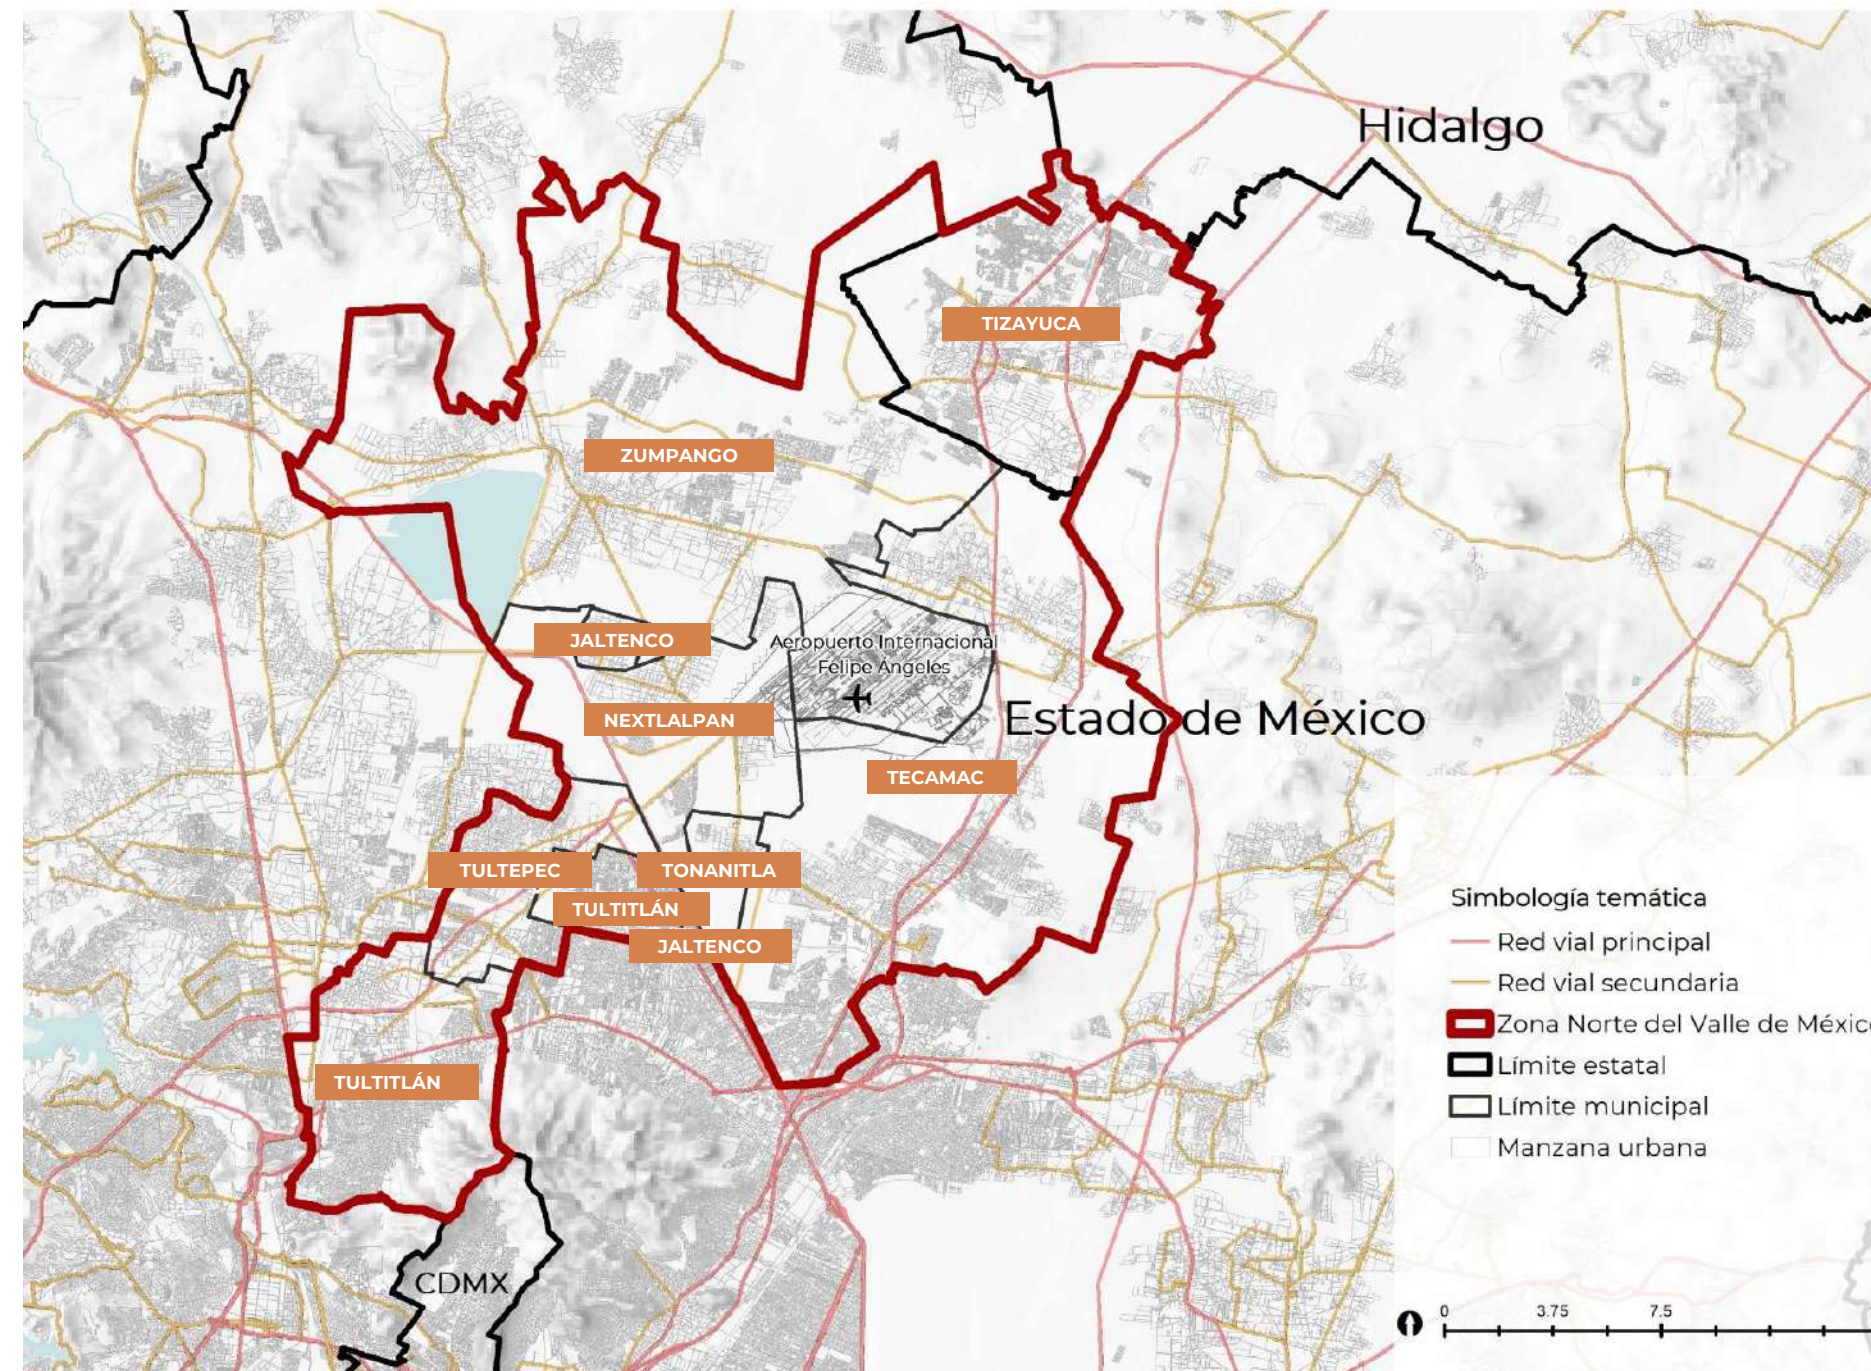 Hidalgo
TIZAYUCA
ZUMPANGO
JALTENCO
Aeropuerto Internacional
Felipe Ángeles
NEXTLALPAN
Estado de México
TECAMAC
TULTEPEC
TONANITLA
TULTITLÁN
JALTENCO
TULTITLÁN
CDMX
Simbología temática
Red vial principal
Red vial secundaria
Zona Norte del Valle de Méxic
Límite estatal
Límite municipal
Manzana urbana
0 3.75 7.5